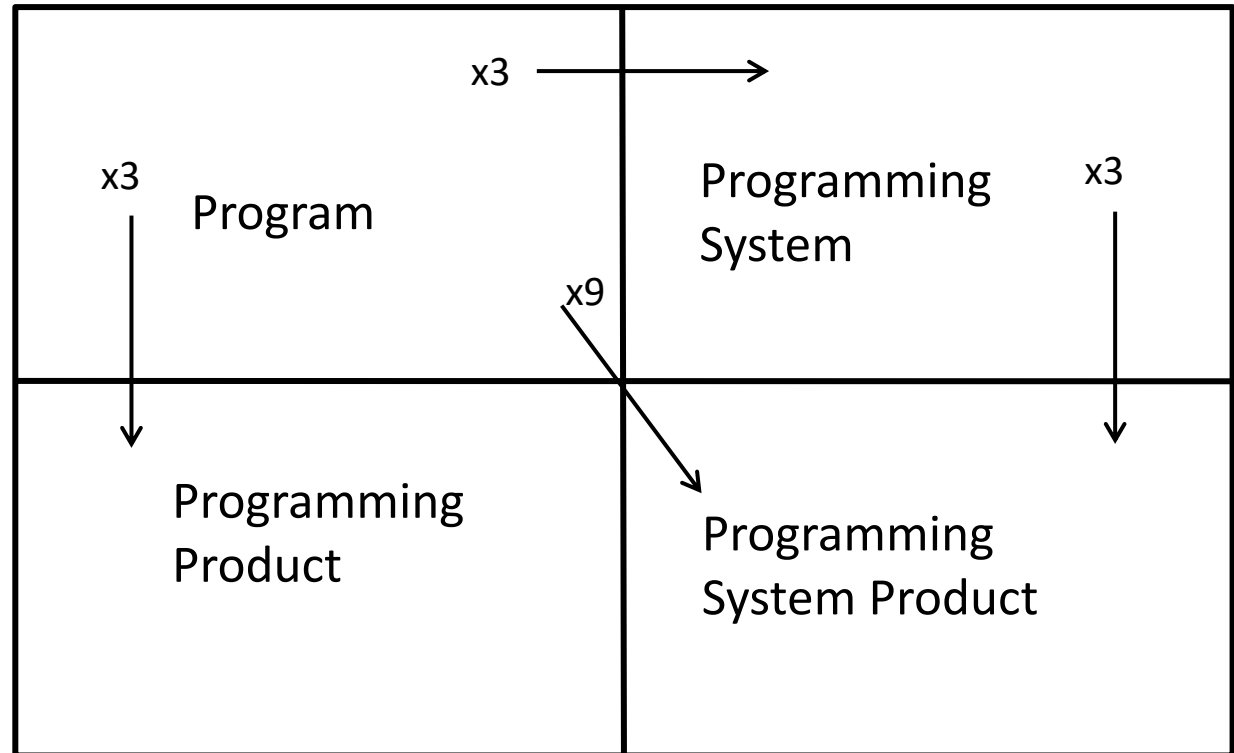 x3
x3
Program
Programming
System
x3
x9
Programming
Product
Programming
System Product